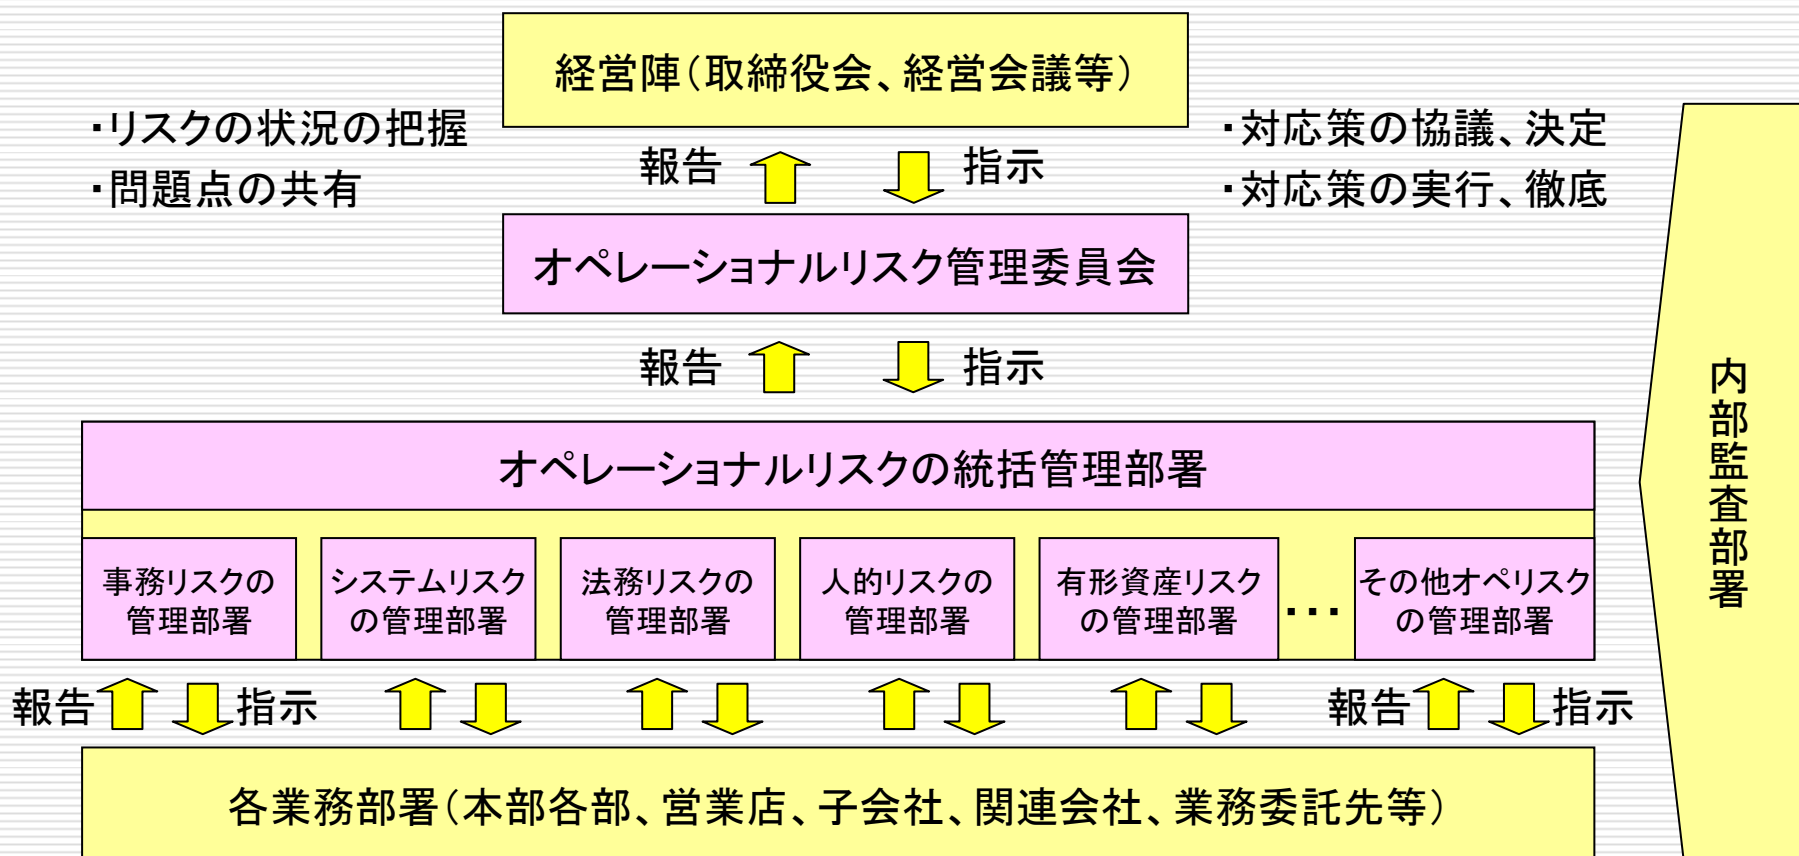 経営陣（取締役会、経営会議等）
・リスクの状況の把握
・問題点の共有
・対応策の協議、決定
・対応策の実行、徹底
報告
指示
オペレーショナルリスク管理委員会
報告
指示
オペレーショナルリスクの統括管理部署
事務リスクの
管理部署
システムリスク
の管理部署
法務リスクの
管理部署
人的リスクの
管理部署
有形資産リスク
の管理部署
・・・
その他オペリスク
の管理部署
報告
指示
報告
指示
各業務部署（本部各部、営業店、子会社、関連会社、業務委託先等）
内部監査部署